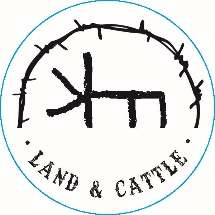 · LAND & CATTLE ·